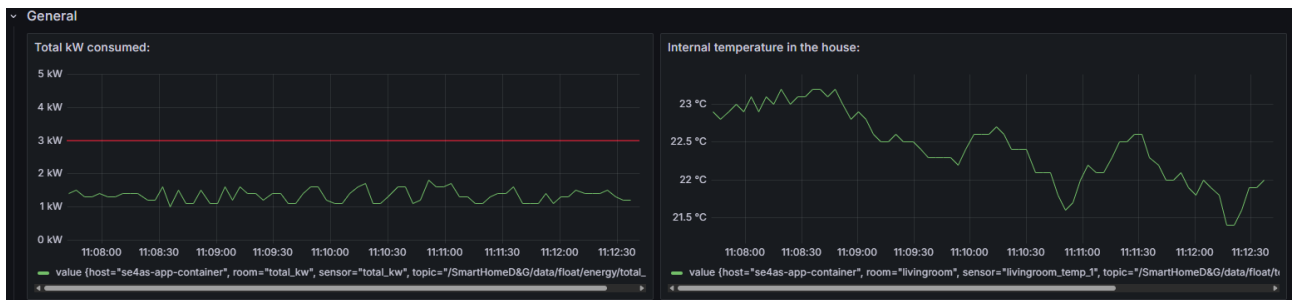 General
Total kW consumed:
5 kW
4 kW
3 kW
2 kW
1 kW
0 kW
11:08:00 11:08:30 11:09:00 11:09:30 11:10:00 11:10:30 11:11:00 11:11:30 11:12:00 11:12:30
value {host="se4as-app-container", room="total_kw", sensor="total_kw", topic="/SmartHomeD&G/data/float/energy/total_
Internal temperature in the house:
23 °C
22.5 °C
22 °C
21.5 °C
11:08:00 11:08:30 11:09:00 11:09:30 11:10:00 11:10:30 11:11:00 11:11:30 11:12:00 11:12:30
value {host="se4as-app-container", room="livingroom", sensor="livingroom_temp_1", topic="/SmartHomeD&G/data/float/t